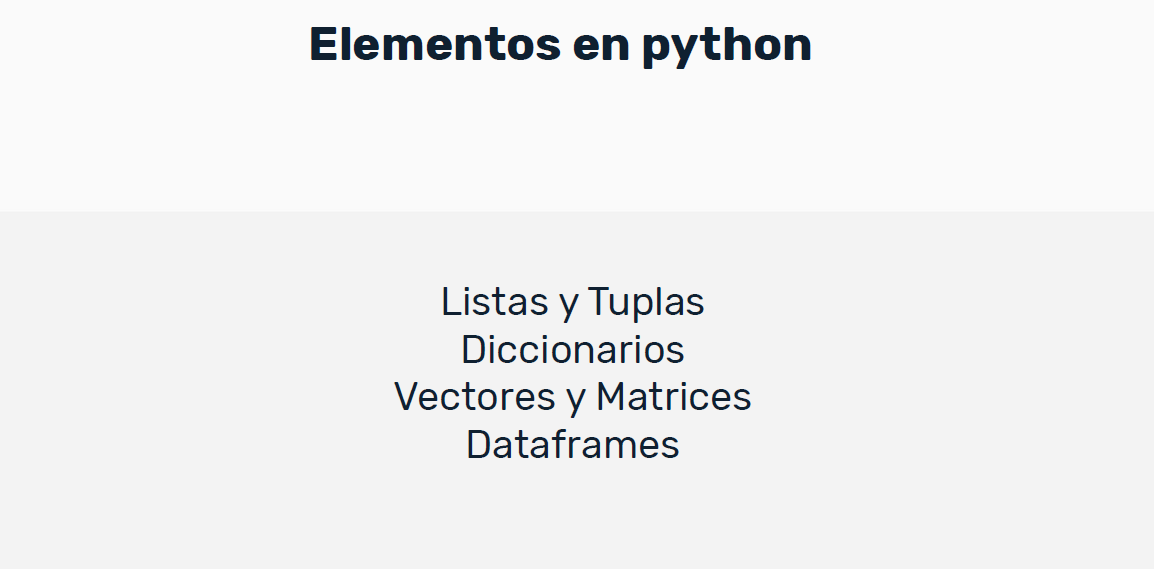 Elementos en python
Listas y Tuplas
Diccionarios
Vectores y Matrices
Dataframes